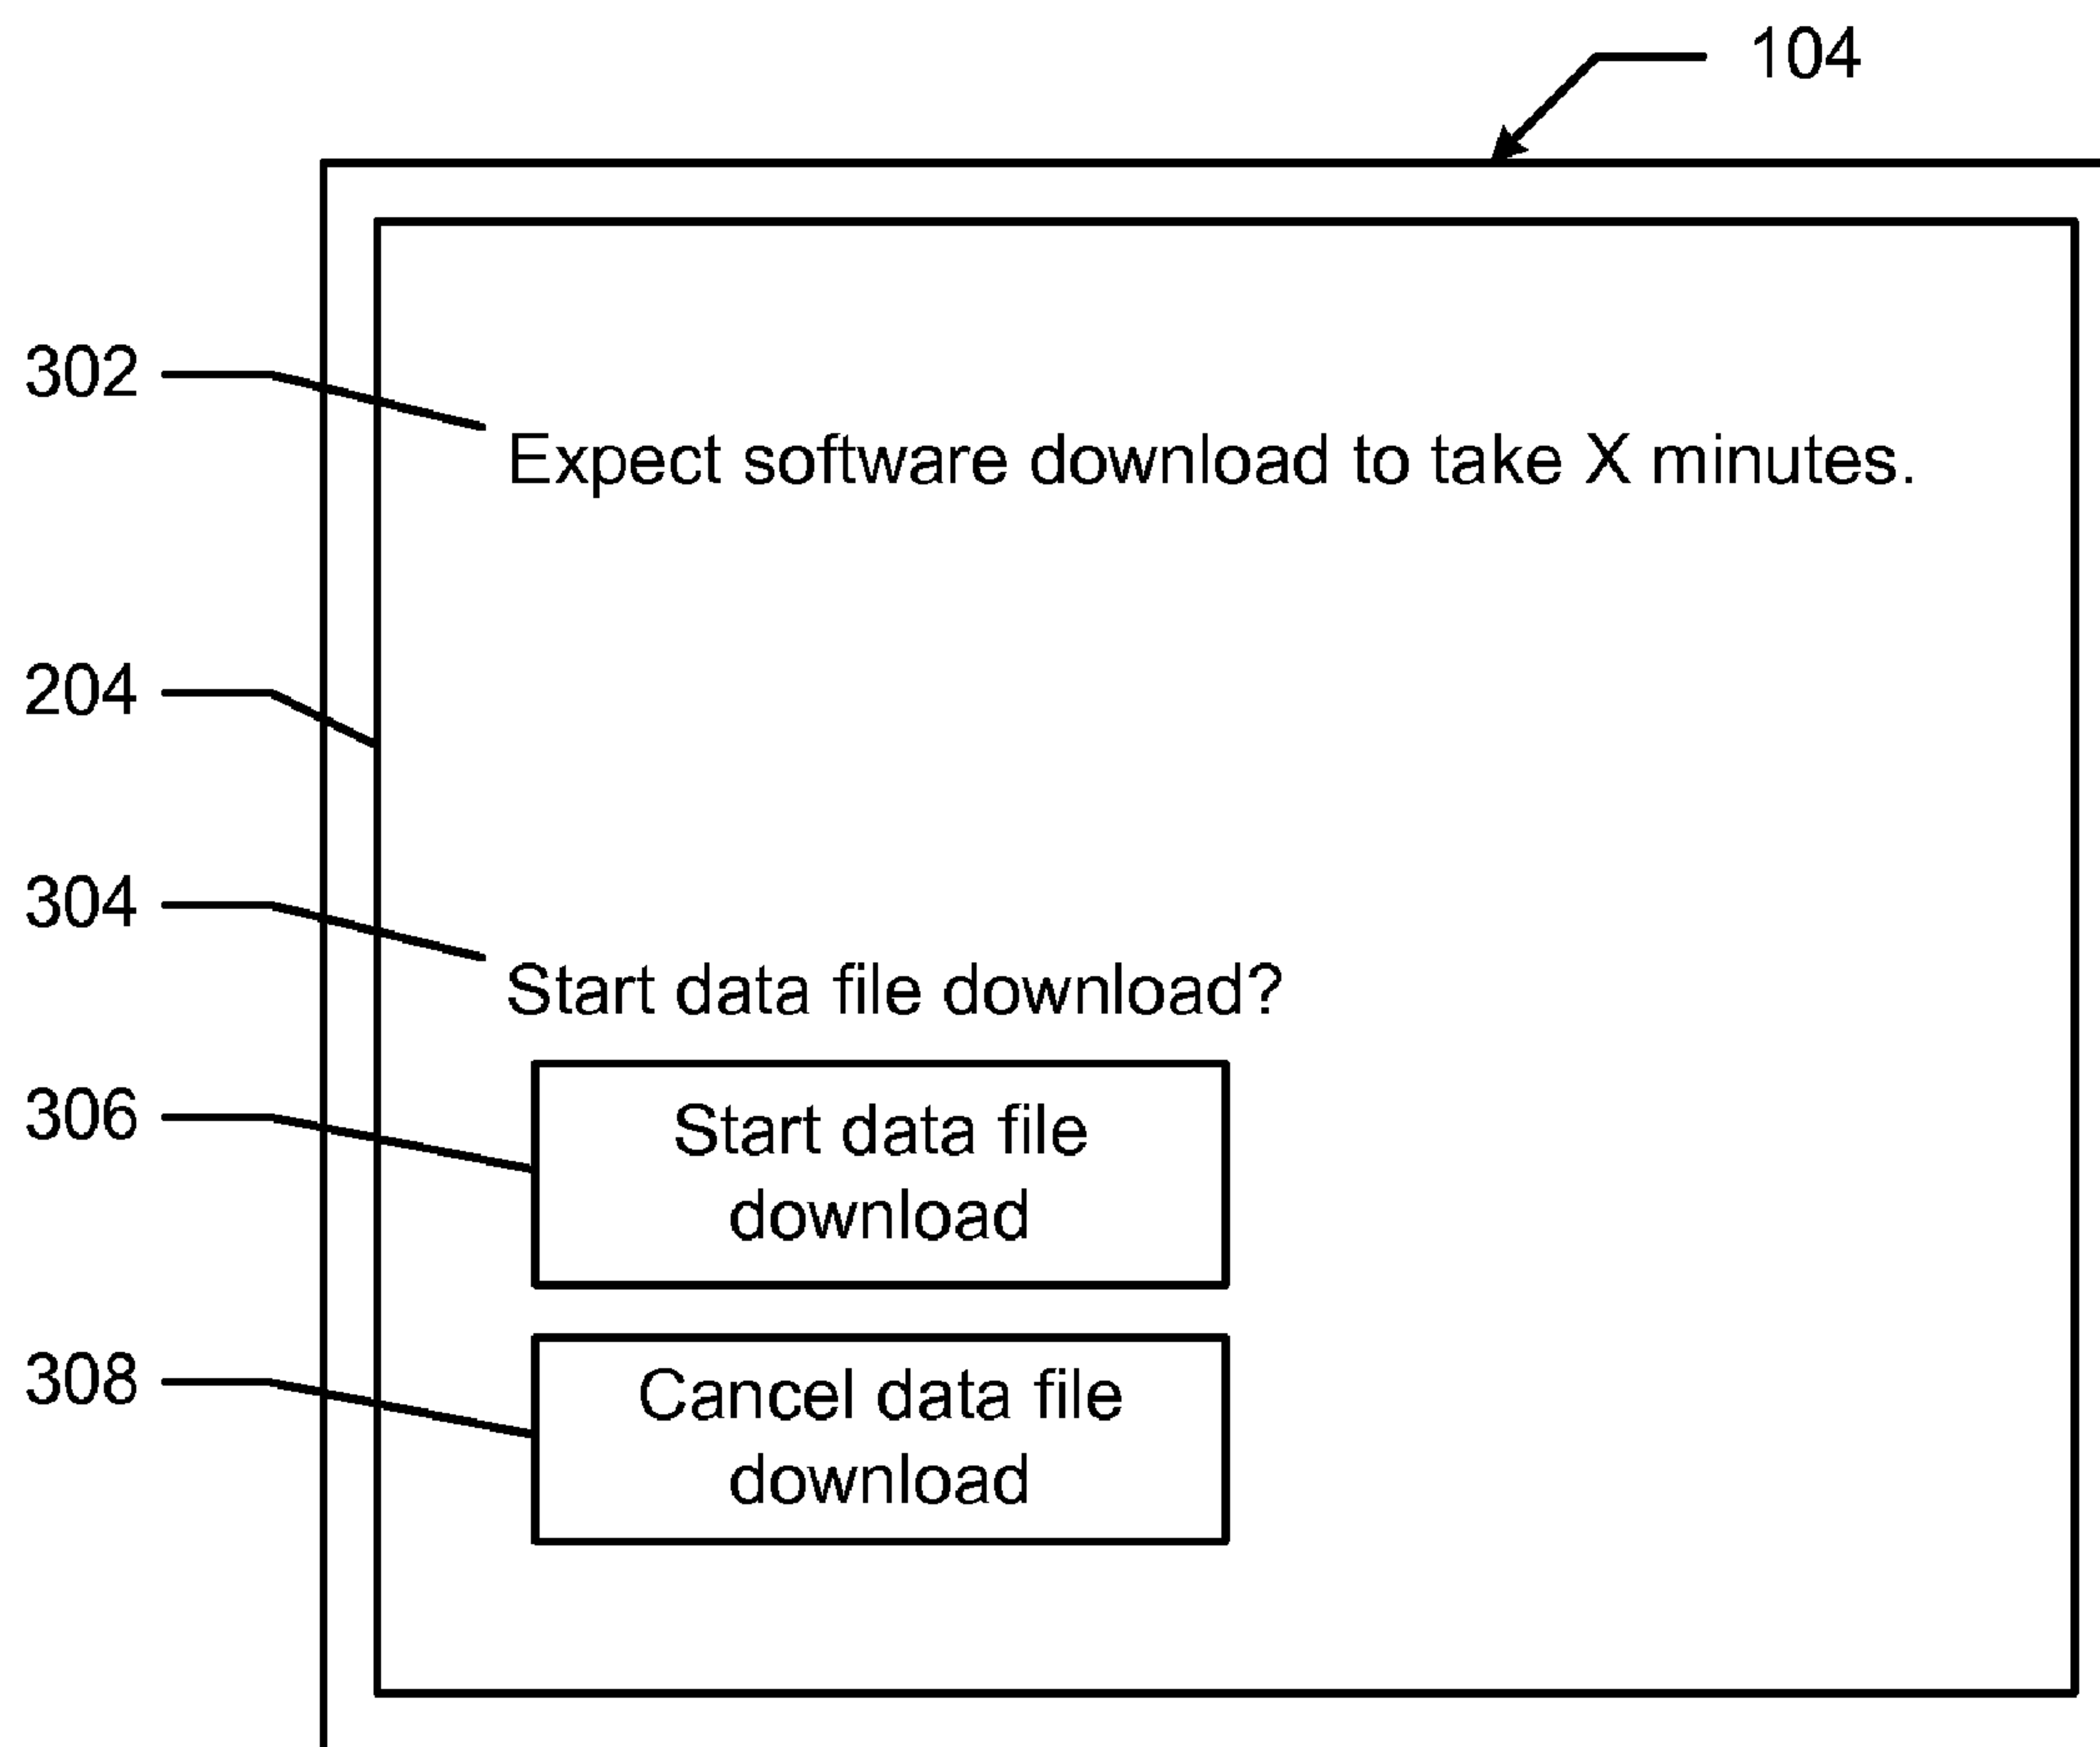 104
302
Expect software download to take X minutes.
204
304
Start data file download?
306
Start data file
download
308
Cancel data file
download